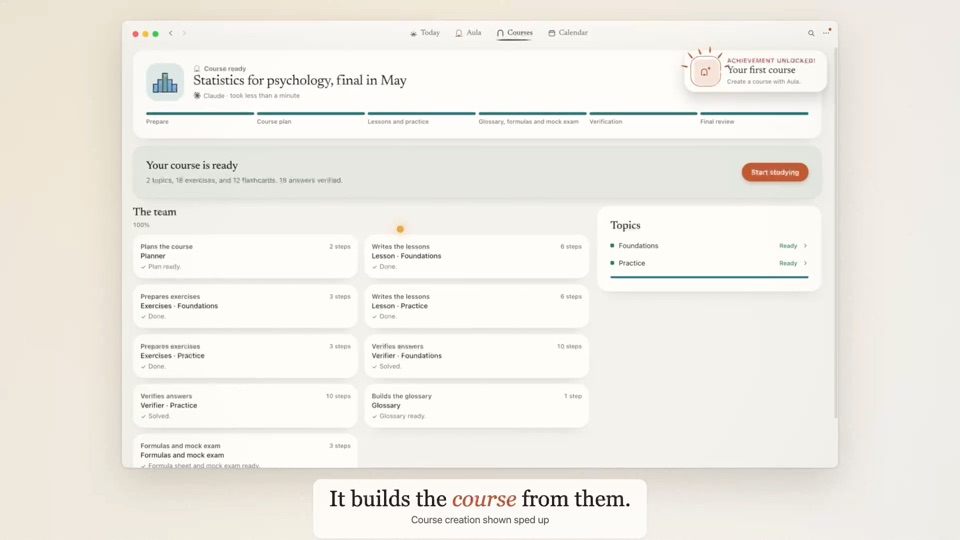 Today
Aula
Courses
Calendar
Course ready
Statistics for psychology, final in May
Claude · took less than a minute
ACHIEVEMENT UNLOCKED!
Your first course
Create a course with Aula.
Prepare
Course plan
Lessons and practice
Glossary, formulas and mock exam
Verification
Final review
Your course is ready
2 topics, 18 exercises, and 12 flashcards. 19 answers verified.
Start studying
The team
100%
Plans the course 2 steps
Planner
✓ Plan ready.
Writes the lessons 6 steps
Lesson · Foundations
✓ Done.
Prepares exercises 3 steps
Exercises · Foundations
✓ Done.
Writes the lessons 6 steps
Lesson · Practice
✓ Done.
Prepares exercises 3 steps
Exercises · Practice
✓ Done.
Verifies answers 10 steps
Verifier · Foundations
✓ Solved.
Verifies answers 10 steps
Verifier · Practice
✓ Solved.
Builds the glossary 1 step
Glossary
✓ Glossary ready.
Formulas and mock exam 3 steps
Formulas and mock exam
✓ Formula sheet and mock exam ready.
Topics
Foundations Ready
Practice Ready
It builds the course from them.
Course creation shown sped up